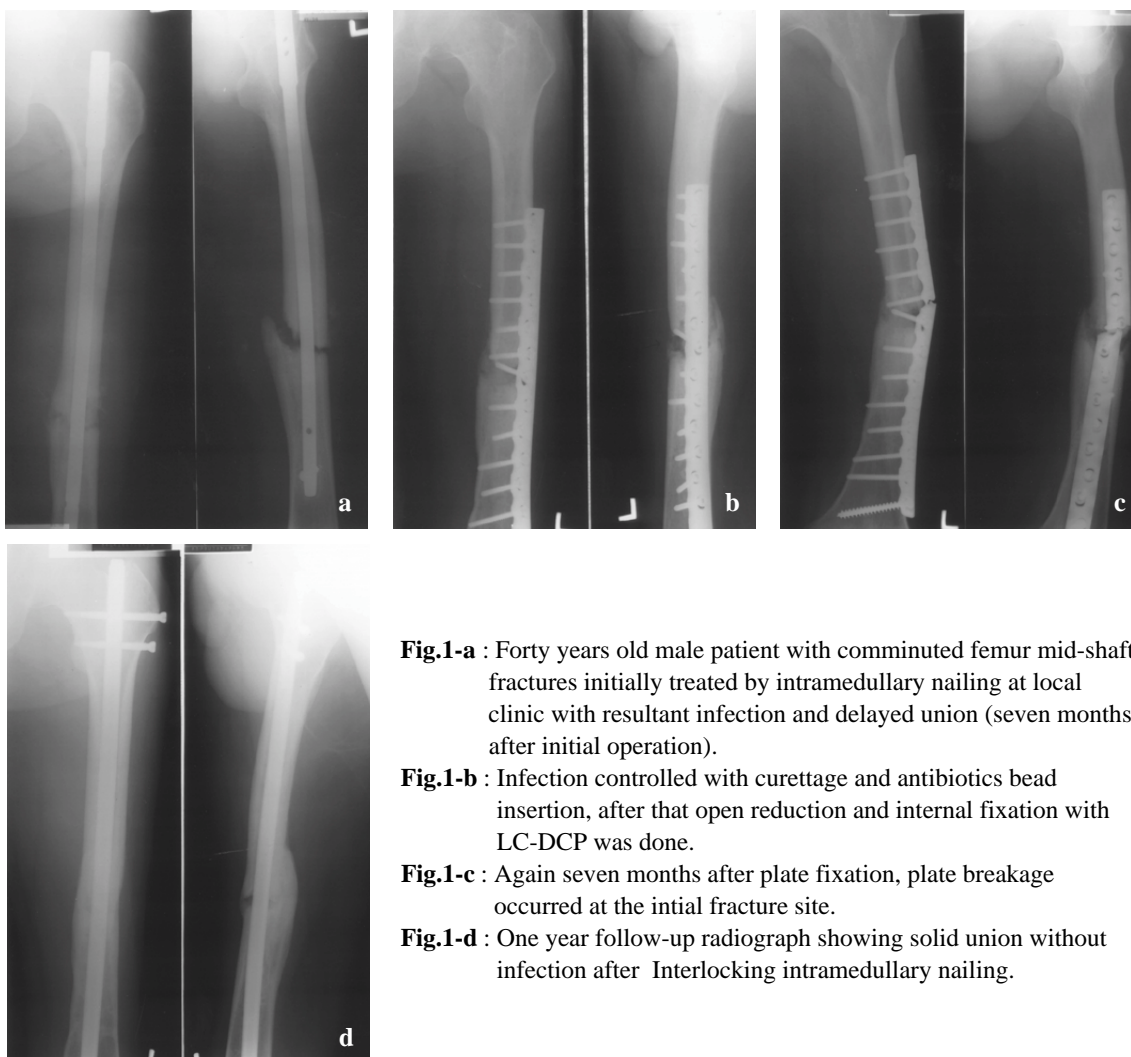 a
b
c
d
Fig.1-a : Forty years old male patient with comminuted femur mid-shaft
fractures initially treated by intramedullary nailing at local
clinic with resultant infection and delayed union (seven months
after initial operation).
Fig.1-b : Infection controlled with curettage and antibiotics bead
insertion, after that open reduction and internal fixation with
LC-DCP was done.
Fig.1-c : Again seven months after plate fixation, plate breakage
occurred at the intial fracture site.
Fig.1-d : One year follow-up radiograph showing solid union without
infection after Interlocking intramedullary nailing.